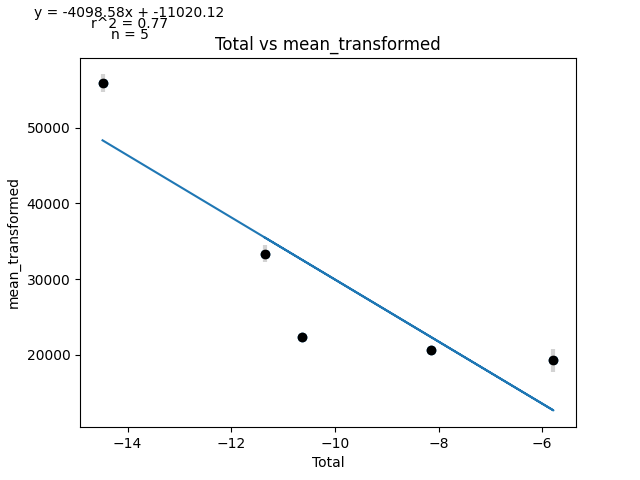 y = -4098.58x + -11020.12
r^2 = 0.77
n = 5
Total vs mean_transformed
mean_transformed
50000
40000
30000
20000
−14
−12
−10
−8
−6
Total